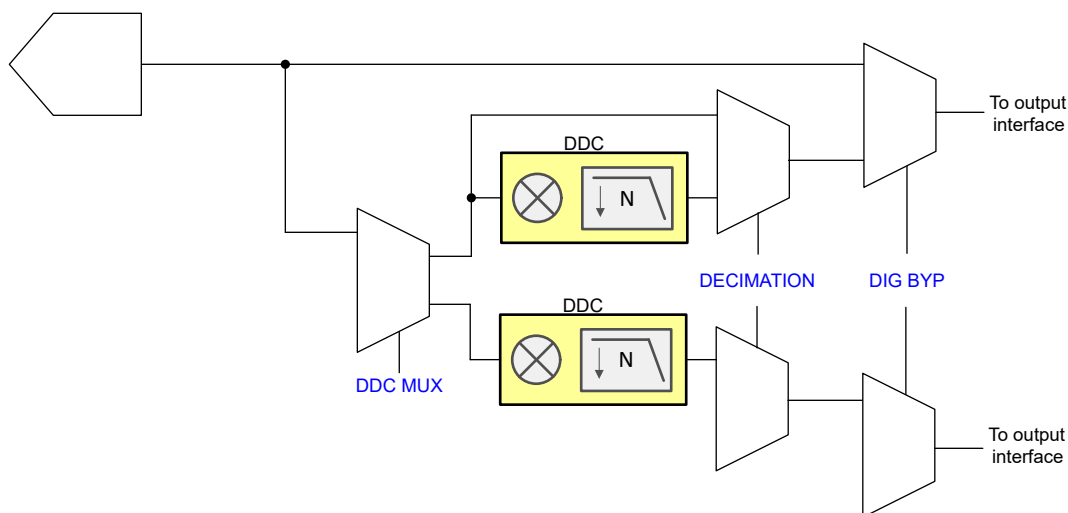 To output
interface
DDC
N
DECIMATION
DIG BYP
DDC
N
DDC MUX
To output
interface